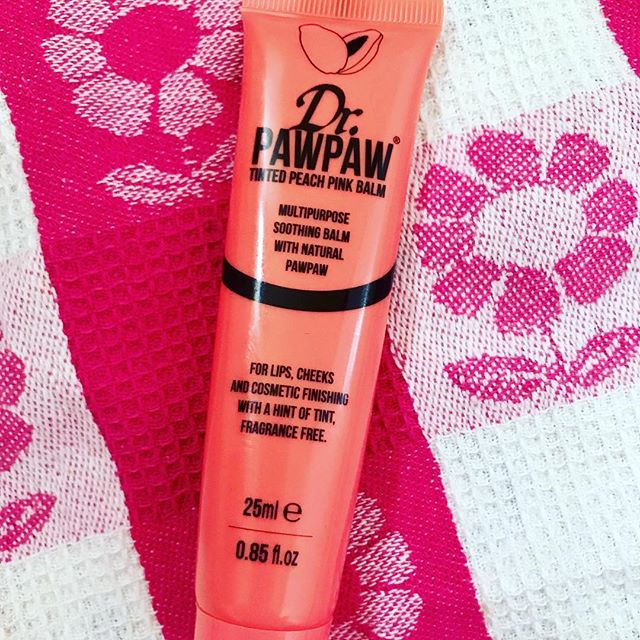 Dr.
PAWPAW®
TINTED PEACH PINK BALM
MULTIPURPOSE
SOOTHING BALM
WITH NATURAL
PAWPAW
FOR LIPS, CHEEKS
AND COSMETIC FINISHING
WITH A HINT OF TINT,
FRAGRANCE FREE.
25ml e
0.85 fl.oz